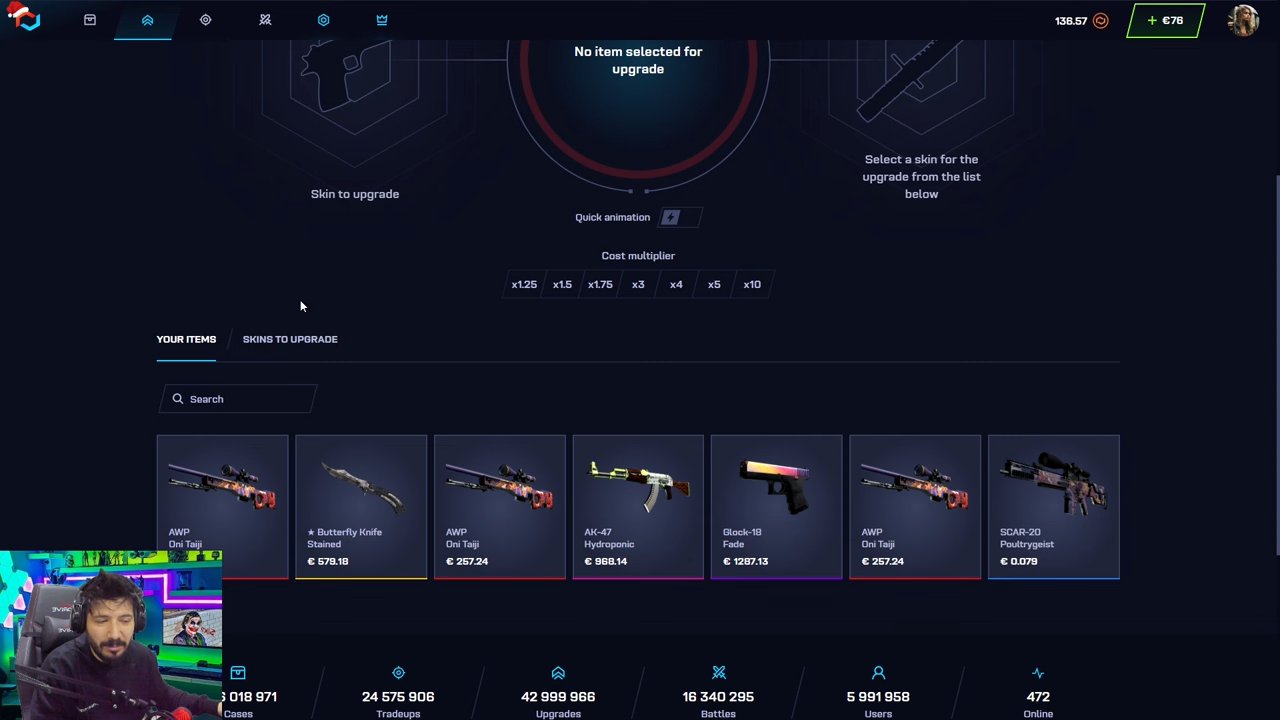 136.57
+ €76
No item selected for
upgrade
Skin to upgrade
Select a skin for the
upgrade from the list
below
Quick animation
Cost multiplier
x1.25 x1.5 x1.75 x3 x4 x5 x10
YOUR ITEMS SKINS TO UPGRADE
Search
AWP
Oni Taiji
★ Butterfly Knife
Stained
€ 579.18
AWP
Oni Taiji
€ 257.24
AK-47
Hydroponic
€ 968.14
Glock-18
Fade
€ 1287.13
AWP
Oni Taiji
€ 257.24
SCAR-20
Poultrygeist
€ 0.079
018 971
Cases
24 575 906
Tradeups
42 999 966
Upgrades
16 340 295
Battles
5 991 958
Users
472
Online